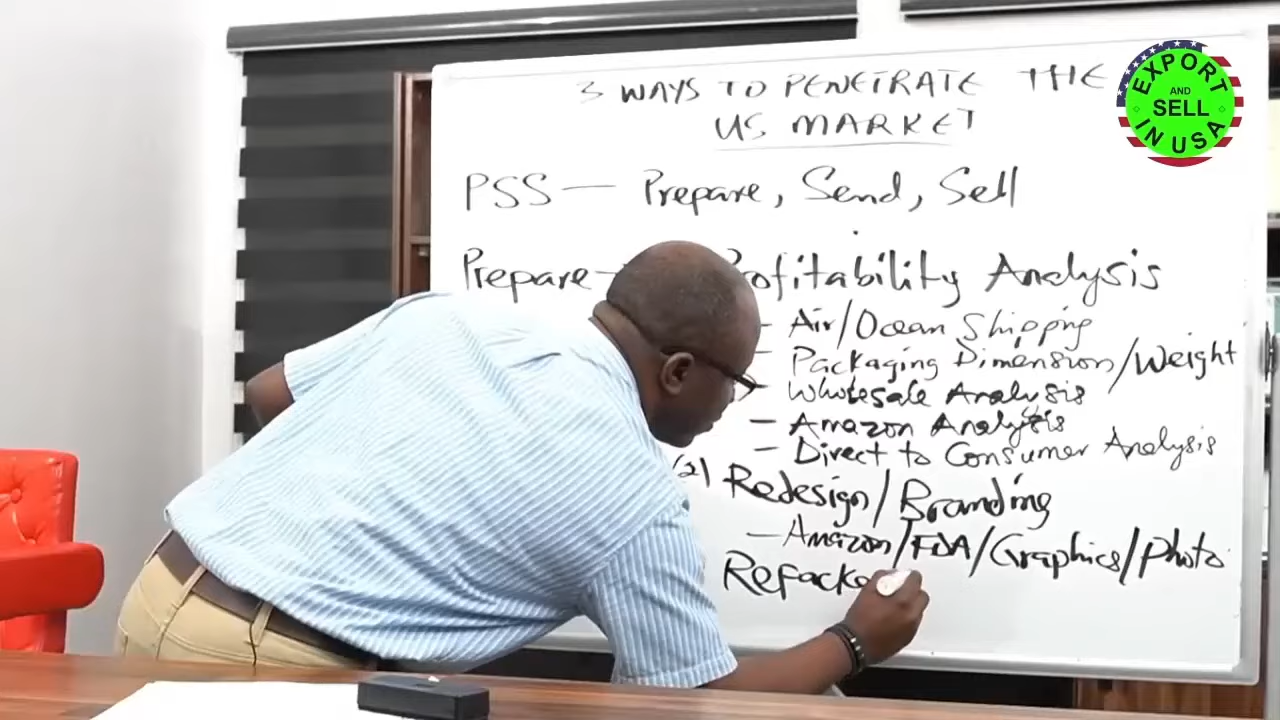 3 WAYS TO PENETRATE THE
US MARKET
EXPORT
AND
SELL
IN USA
PSS — Prepare, Send, Sell
Prepare - Profitability Analysis
- Air/Ocean Shipping
- Packaging Dimension/Weight
Wholesale Analysis
- Amazon Analysis
- Direct to Consumer Analysis
(2) Redesign/Branding
- Amazon/FDA/Graphics/Photo